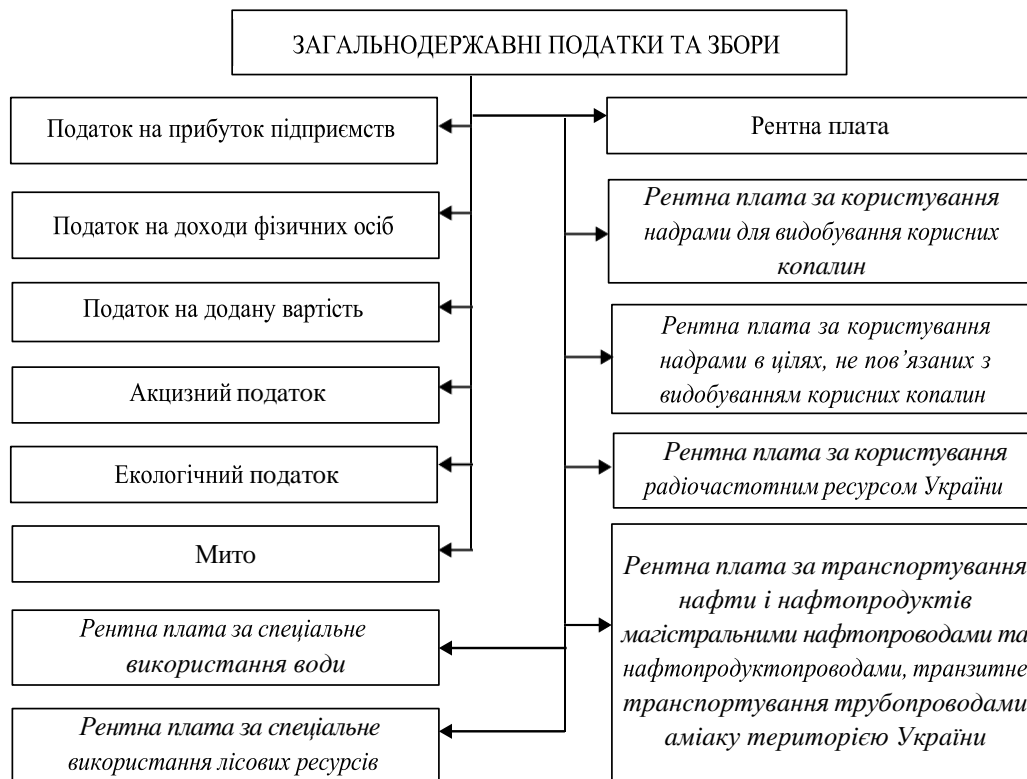 ЗАГАЛЬНОДЕРЖАВНІ ПОДАТКИ ТА ЗБОРИ
Податок на прибуток підприємств
Податок на доходи фізичних осіб
Податок на додану вартість
Акцизний податок
Екологічний податок
Мито
Рентна плата за спеціальне
використання води
Рентна плата за спеціальне
використання лісових ресурсів
Рентна плата
Рентна плата за користування
надрами для видобування корисних
копалин
Рентна плата за користування
надрами в цілях, не пов’язаних з
видобуванням корисних копалин
Рентна плата за користування
радіочастотним ресурсом України
Рентна плата за транспортування
нафти і нафтопродуктів
магістральними нафтопроводами та
нафтопродуктопроводами, транзитне
транспортування трубопроводами
аміаку територією України